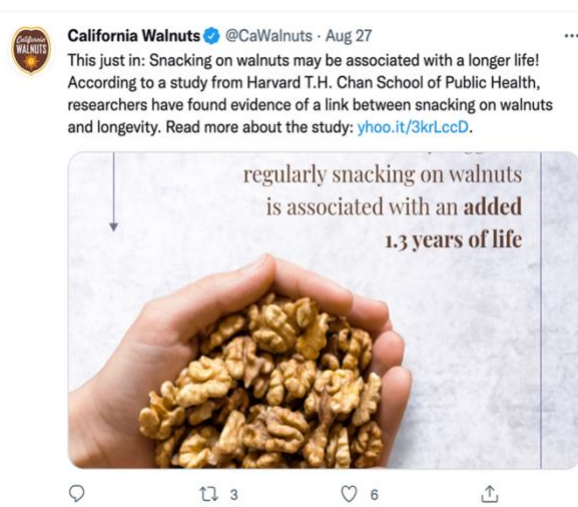 California
WALNUTS
California Walnuts @CaWalnuts · Aug 27
This just in: Snacking on walnuts may be associated with a longer life!
According to a study from Harvard T.H. Chan School of Public Health,
researchers have found evidence of a link between snacking on walnuts
and longevity. Read more about the study: yhoo.it/3krLccD.
regularly snacking on walnuts
is associated with an added
1.3 years of life
3
6